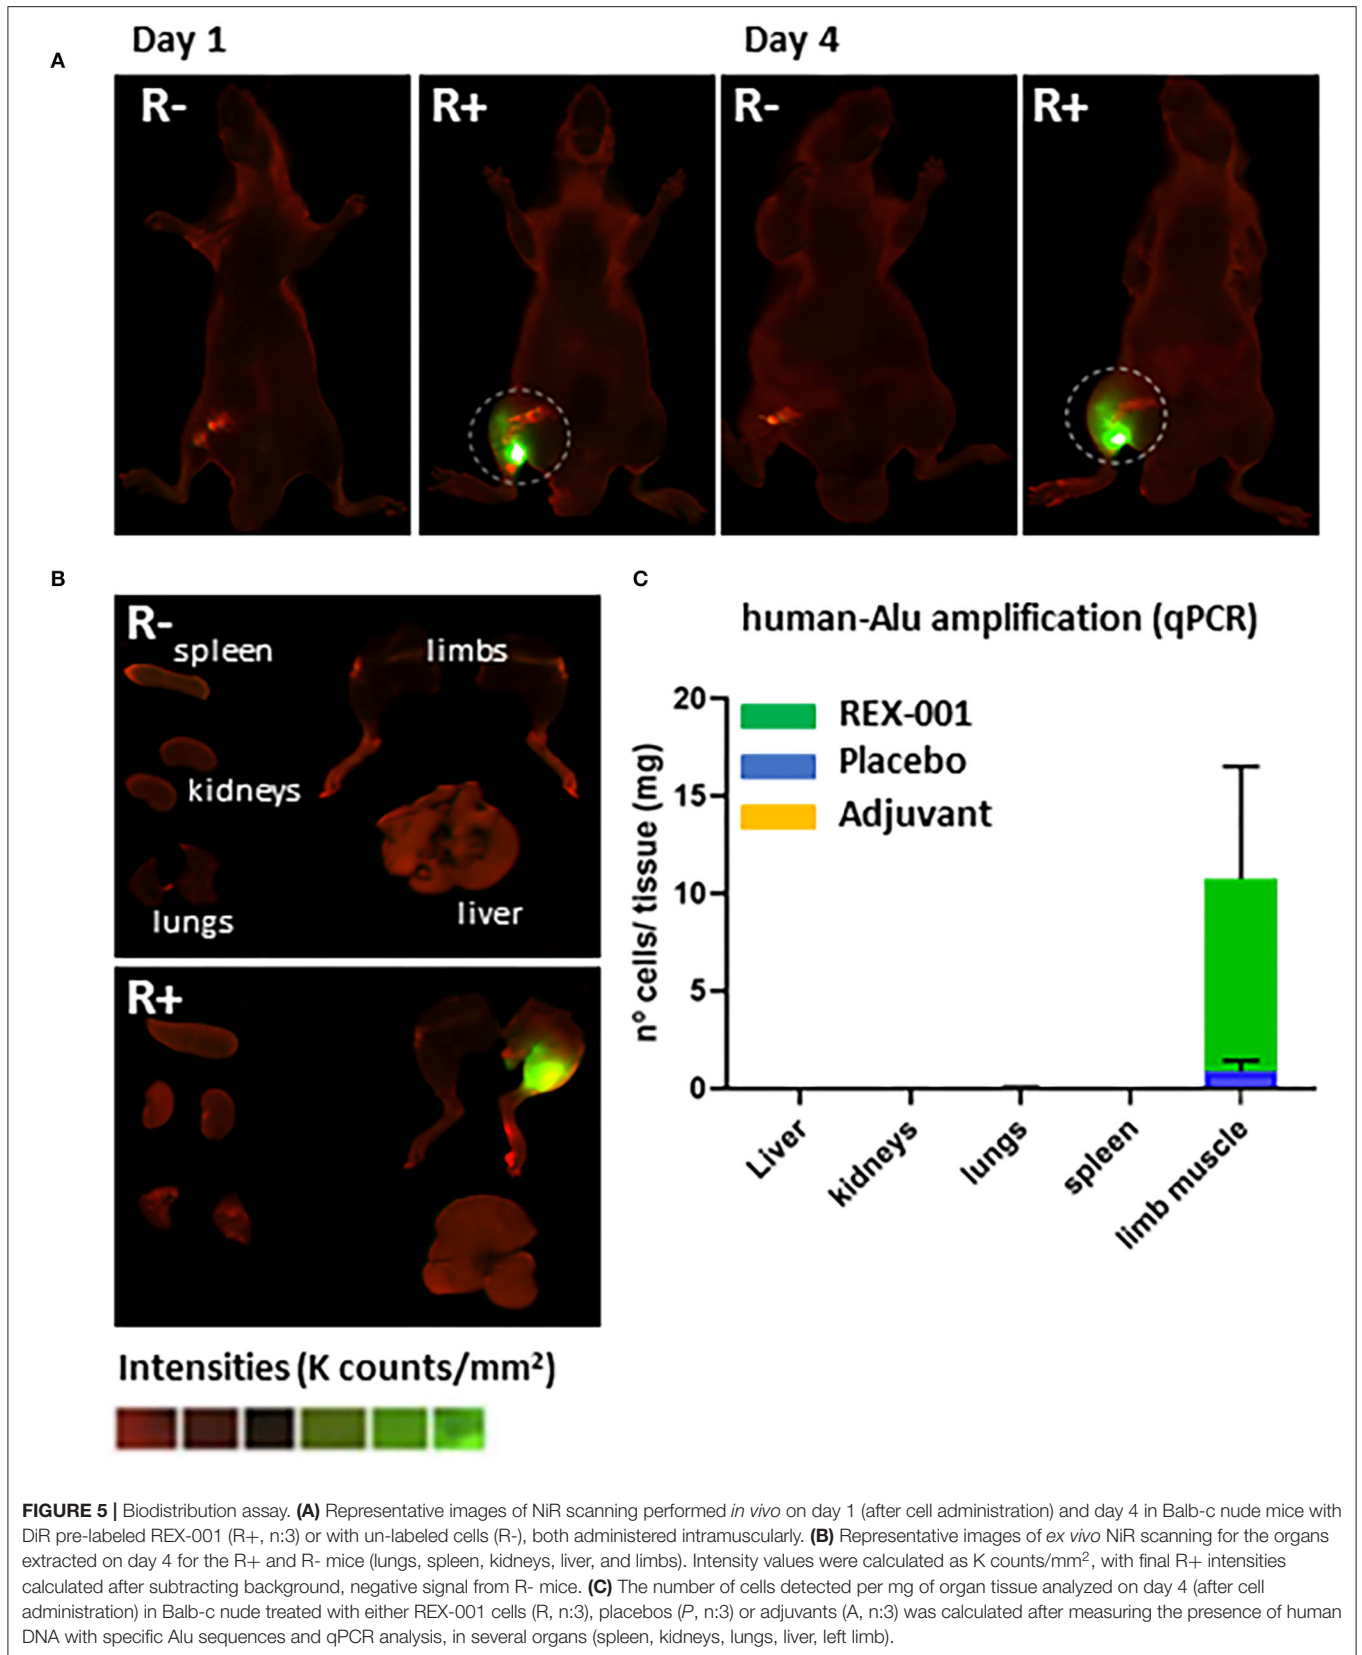 Day 1
Day 4
A
R-
R+
R-
R+
B
R-
spleen
limbs
kidneys
lungs
liver
R+
Intensities (K counts/mm²)
C
human-Alu amplification (qPCR)
nº cells/ tissue (mg)
20
15
10
5
0
REX-001
Placebo
Adjuvant
Liver
kidneys
lungs
spleen
limb muscle
FIGURE 5 | Biodistribution assay. (A) Representative images of NiR scanning performed in vivo on day 1 (after cell administration) and day 4 in Balb-c nude mice with
DiR pre-labeled REX-001 (R+, n:3) or with un-labeled cells (R-), both administered intramuscularly. (B) Representative images of ex vivo NiR scanning for the organs
extracted on day 4 for the R+ and R- mice (lungs, spleen, kidneys, liver, and limbs). Intensity values were calculated as K counts/mm², with final R+ intensities
calculated after subtracting background, negative signal from R- mice. (C) The number of cells detected per mg of organ tissue analyzed on day 4 (after cell
administration) in Balb-c nude treated with either REX-001 cells (R, n:3), placebos (P, n:3) or adjuvants (A, n:3) was calculated after measuring the presence of human
DNA with specific Alu sequences and qPCR analysis, in several organs (spleen, kidneys, lungs, liver, left limb).